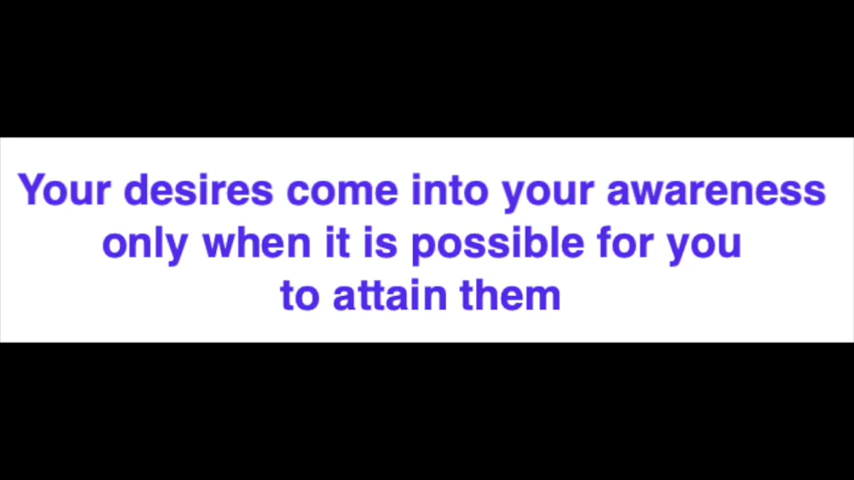 Your desires come into your awareness
only when it is possible for you
to attain them